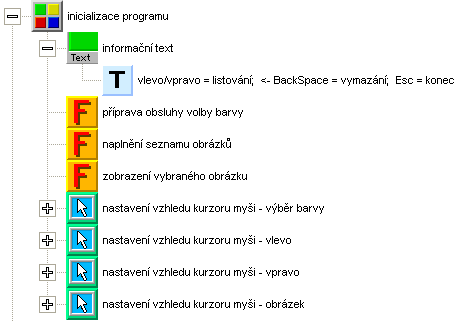 inicializace programu
informační text
Text
T vlevo/vpravo = listování; <- BackSpace = vymazání; Esc = konec
F příprava obsluhy volby barvy
F naplnění seznamu obrázků
F zobrazení vybraného obrázku
nastavení vzhledu kurzoru myši - výběr barvy
nastavení vzhledu kurzoru myši - vlevo
nastavení vzhledu kurzoru myši - vpravo
nastavení vzhledu kurzoru myši - obrázek